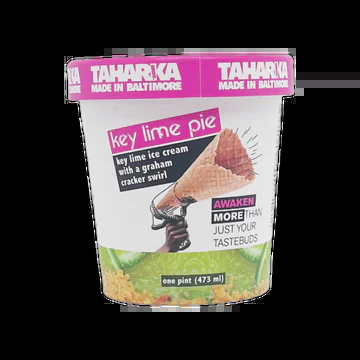 TAHARKA
MADE IN BALTIMORE
TAHARKA
MADE IN BALTIMORE
key lime pie
key lime ice cream
with a graham
cracker swirl
AWAKEN
MORE THAN
JUST YOUR
TASTEBUDS
one pint (473 ml)